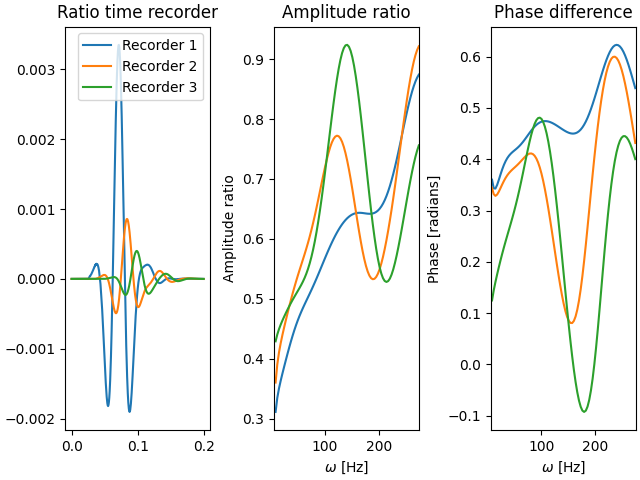 Ratio time recorder
Recorder 1
Recorder 2
Recorder 3
0.003
0.002
0.001
0.000
−0.001
−0.002
0.0
0.1
0.2
Amplitude ratio
Amplitude ratio
0.9
0.8
0.7
0.6
0.5
0.4
0.3
100
200
ω [Hz]
Phase difference
Phase [radians]
0.6
0.5
0.4
0.3
0.2
0.1
0.0
−0.1
100
200
ω [Hz]